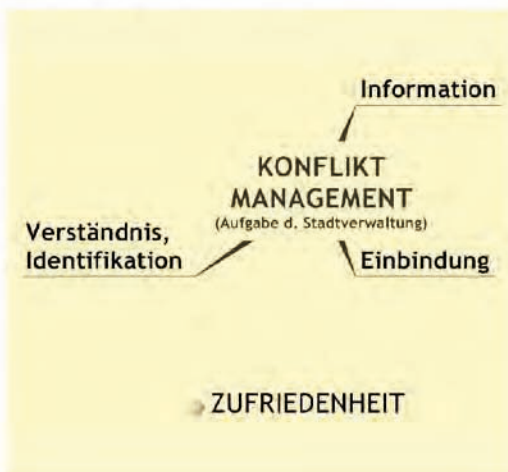 Information
KONFLIKT
MANAGEMENT
(Aufgabe d. Stadtverwaltung)
Verständnis,
Identifikation
Einbindung
ZUFRIEDENHEIT